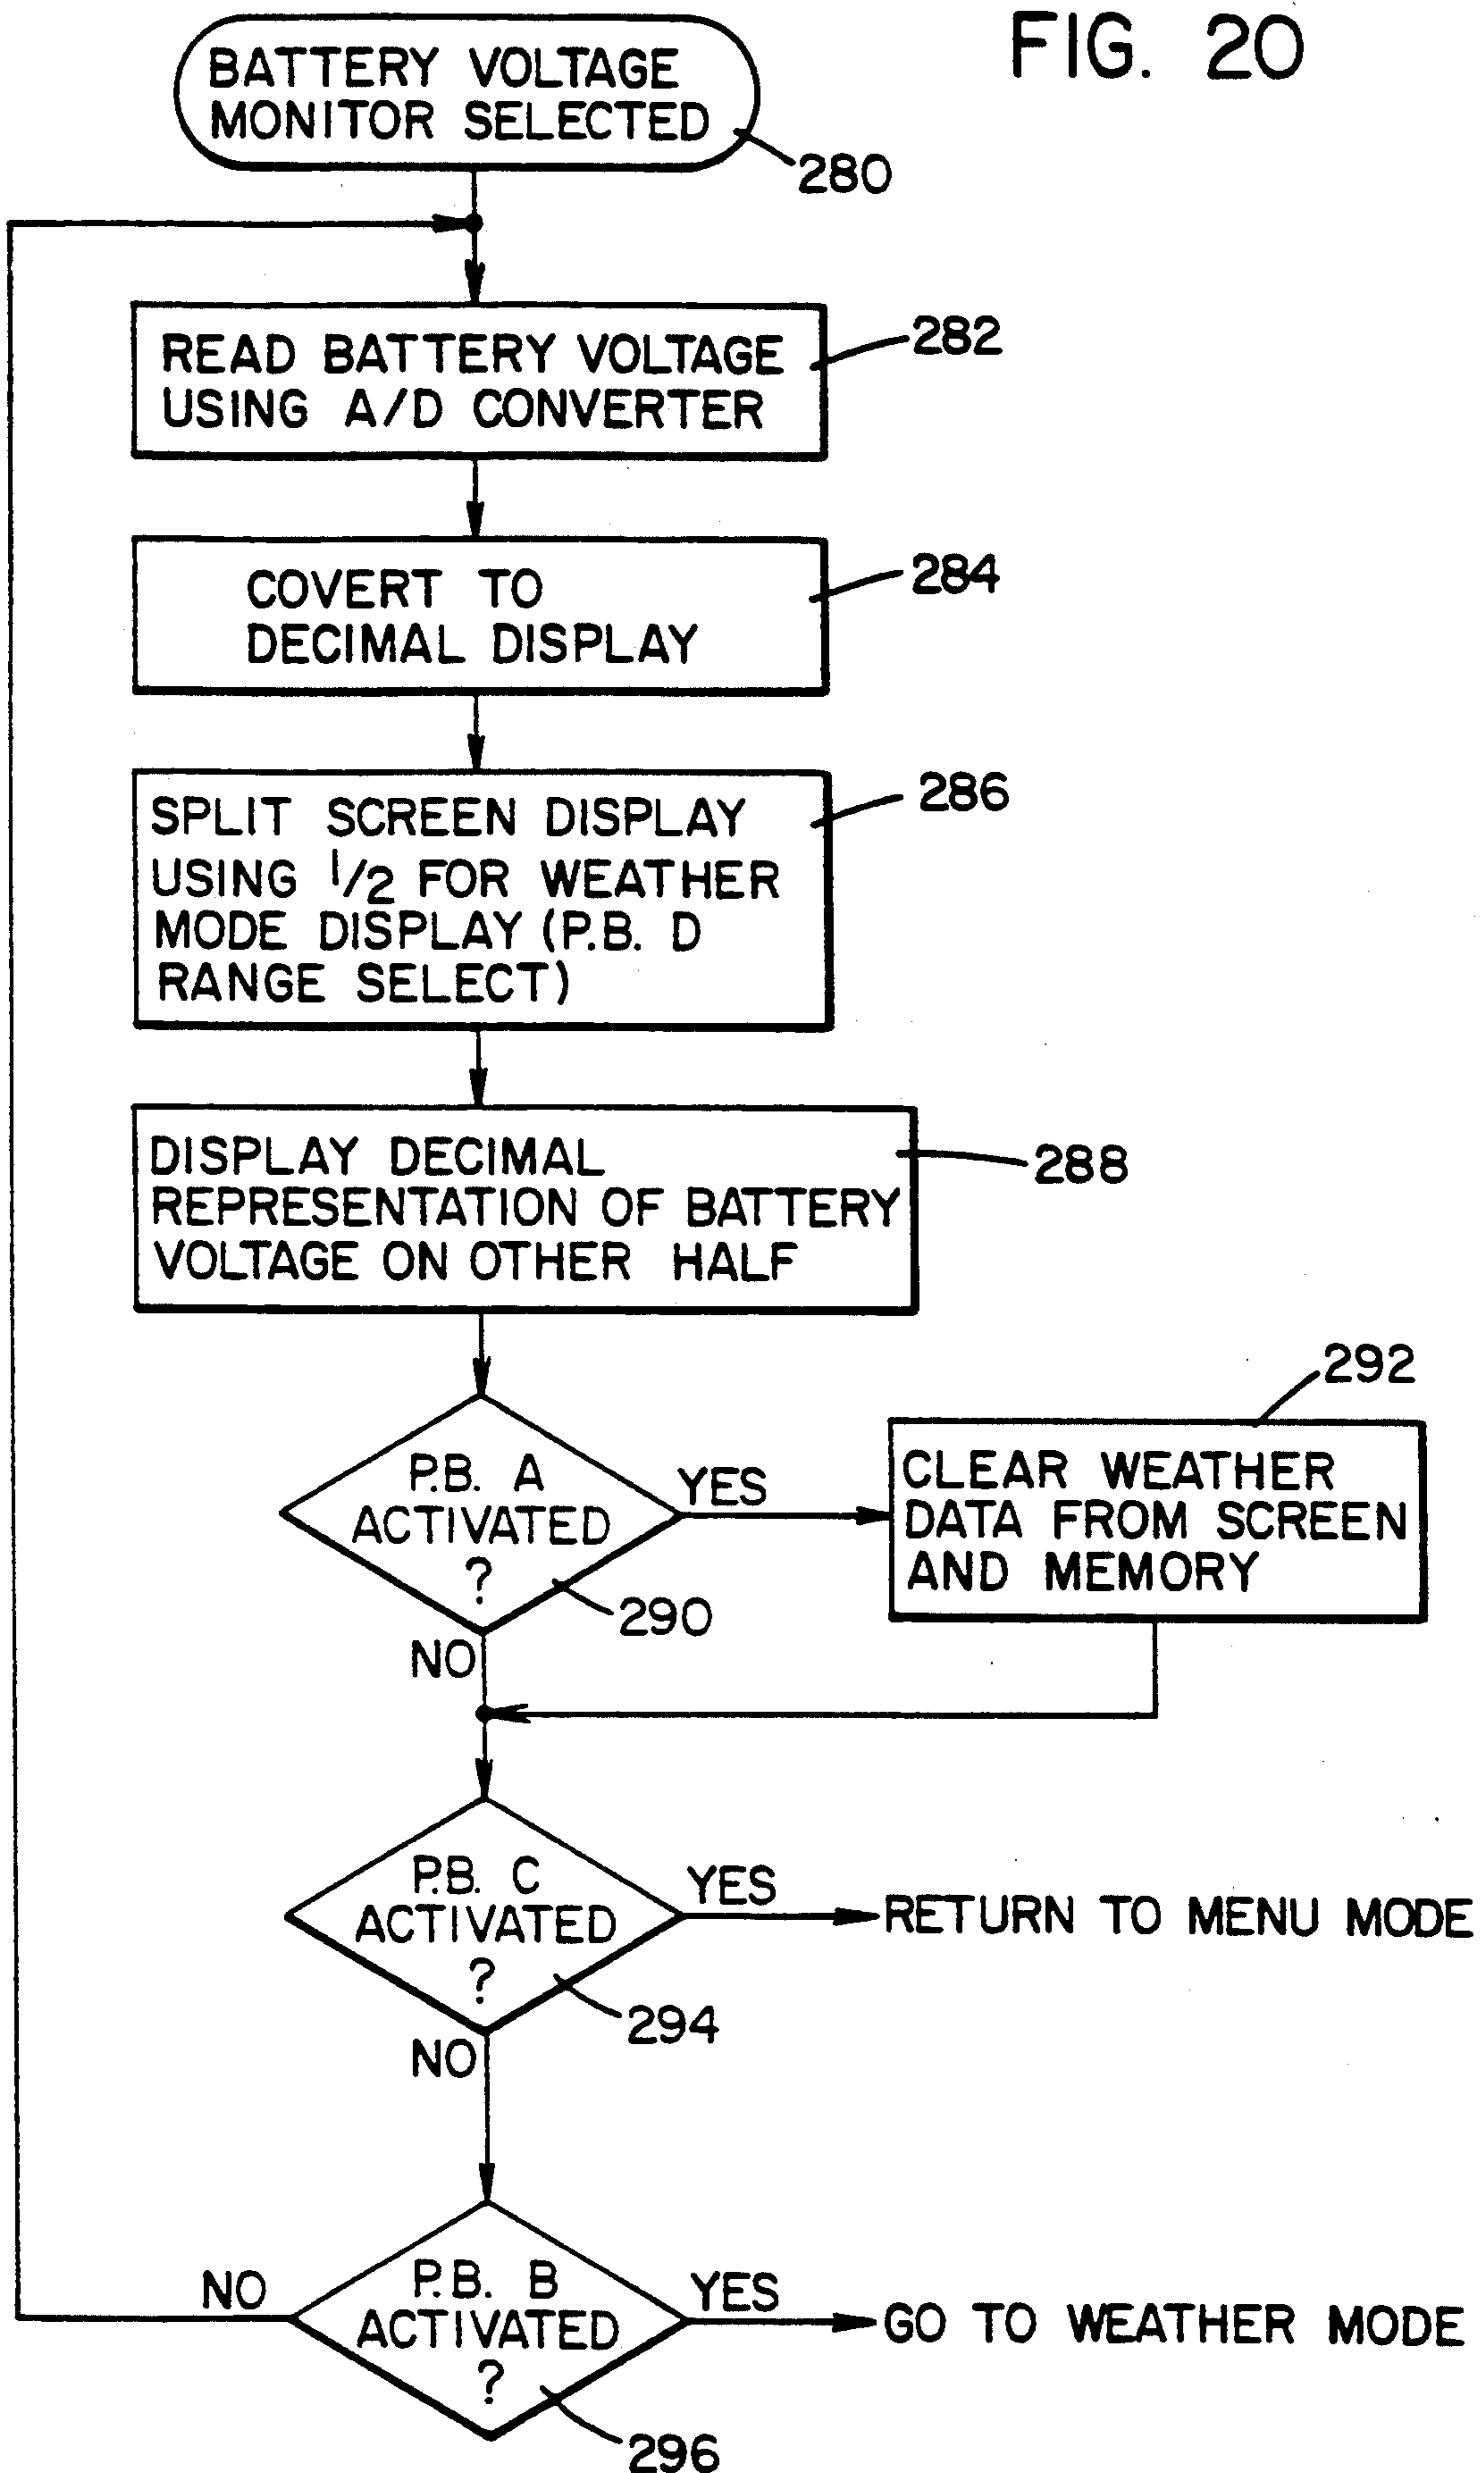 FIG. 20
BATTERY VOLTAGE
MONITOR SELECTED
280
READ BATTERY VOLTAGE
USING A/D CONVERTER
282
COVERT TO
DECIMAL DISPLAY
284
SPLIT SCREEN DISPLAY
USING 1/2 FOR WEATHER
MODE DISPLAY (P.B. D
RANGE SELECT)
286
DISPLAY DECIMAL
REPRESENTATION OF BATTERY
VOLTAGE ON OTHER HALF
288
P.B. A
ACTIVATED
?
290
YES
292
CLEAR WEATHER
DATA FROM SCREEN
AND MEMORY
NO
P.B. C
ACTIVATED
?
294
YES
RETURN TO MENU MODE
NO
P.B. B
ACTIVATED
?
296
NO
YES
GO TO WEATHER MODE